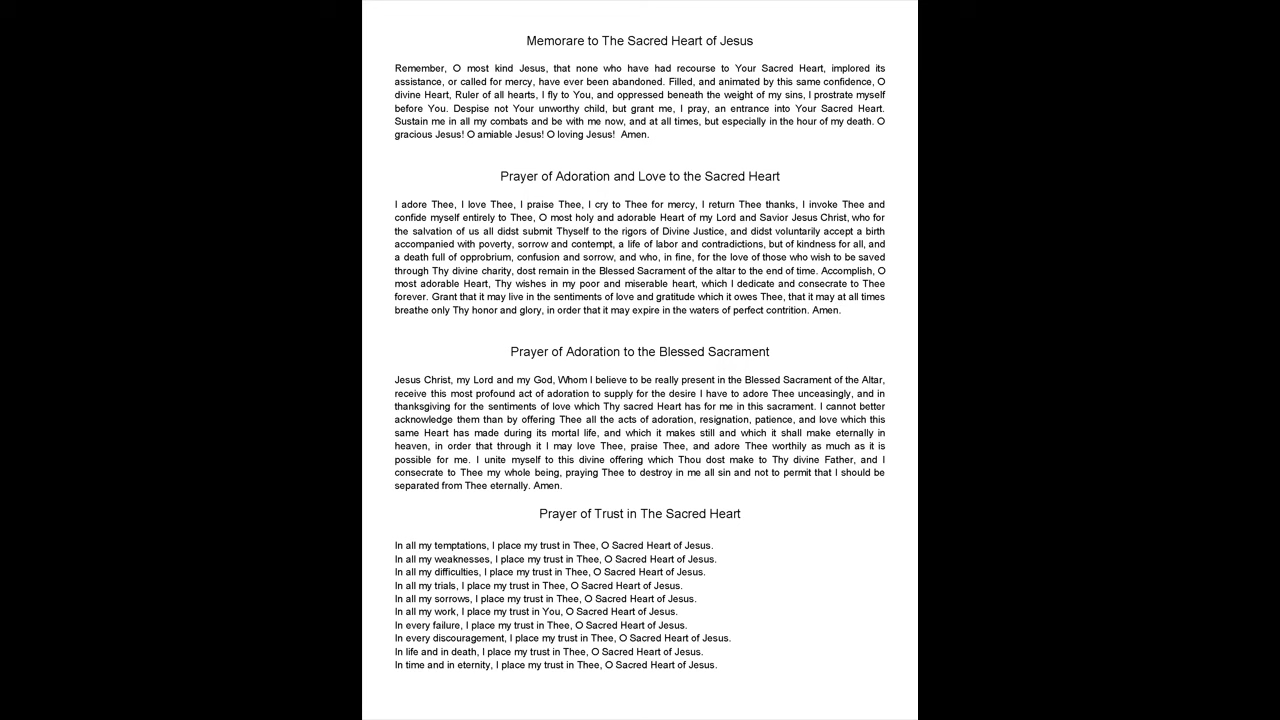 Memorare to The Sacred Heart of Jesus
Remember, O most kind Jesus, that none who have had recourse to Your Sacred Heart, implored its
assistance, or called for mercy, have ever been abandoned. Filled, and animated by this same confidence, O
divine Heart, Ruler of all hearts, I fly to You, and oppressed beneath the weight of my sins, I prostrate myself
before You. Despise not Your unworthy child, but grant me, I pray, an entrance into Your Sacred Heart.
Sustain me in all my combats and be with me now, and at all times, but especially in the hour of my death. O
gracious Jesus! O amiable Jesus! O loving Jesus! Amen.
Prayer of Adoration and Love to the Sacred Heart
I adore Thee, I love Thee, I praise Thee, I cry to Thee for mercy, I return Thee thanks, I invoke Thee and
confide myself entirely to Thee, O most holy and adorable Heart of my Lord and Savior Jesus Christ, who for
the salvation of us all didst submit Thyself to the rigors of Divine Justice, and didst voluntarily accept a birth
accompanied with poverty, sorrow and contempt, a life of labor and contradictions, but of kindness for all, and
a death full of opprobrium, confusion and sorrow, and who, in fine, for the love of those who wish to be saved
through Thy divine charity, dost remain in the Blessed Sacrament of the altar to the end of time. Accomplish, O
most adorable Heart, Thy wishes in my poor and miserable heart, which I dedicate and consecrate to Thee
forever. Grant that it may live in the sentiments of love and gratitude which it owes Thee, that it may at all times
breathe only Thy honor and glory, in order that it may expire in the waters of perfect contrition. Amen.
Prayer of Adoration to the Blessed Sacrament
Jesus Christ, my Lord and my God, Whom I believe to be really present in the Blessed Sacrament of the Altar,
receive this most profound act of adoration to supply for the desire I have to adore Thee unceasingly, and in
thanksgiving for the sentiments of love which Thy sacred Heart has for me in this sacrament. I cannot better
acknowledge them than by offering Thee all the acts of adoration, resignation, patience, and love which this
same Heart has made during its mortal life, and which it makes still and which it shall make eternally in
heaven, in order that through it I may love Thee, praise Thee, and adore Thee worthily as much as it is
possible for me. I unite myself to this divine offering which Thou dost make to Thy divine Father, and I
consecrate to Thee my whole being, praying Thee to destroy in me all sin and not to permit that I should be
separated from Thee eternally. Amen.
Prayer of Trust in The Sacred Heart
In all my temptations, I place my trust in Thee, O Sacred Heart of Jesus.
In all my weaknesses, I place my trust in Thee, O Sacred Heart of Jesus.
In all my difficulties, I place my trust in Thee, O Sacred Heart of Jesus.
In all my trials, I place my trust in Thee, O Sacred Heart of Jesus.
In all my sorrows, I place my trust in Thee, O Sacred Heart of Jesus.
In all my work, I place my trust in You, O Sacred Heart of Jesus.
In every failure, I place my trust in Thee, O Sacred Heart of Jesus.
In every discouragement, I place my trust in Thee, O Sacred Heart of Jesus.
In life and in death, I place my trust in Thee, O Sacred Heart of Jesus.
In time and in eternity, I place my trust in Thee, O Sacred Heart of Jesus.